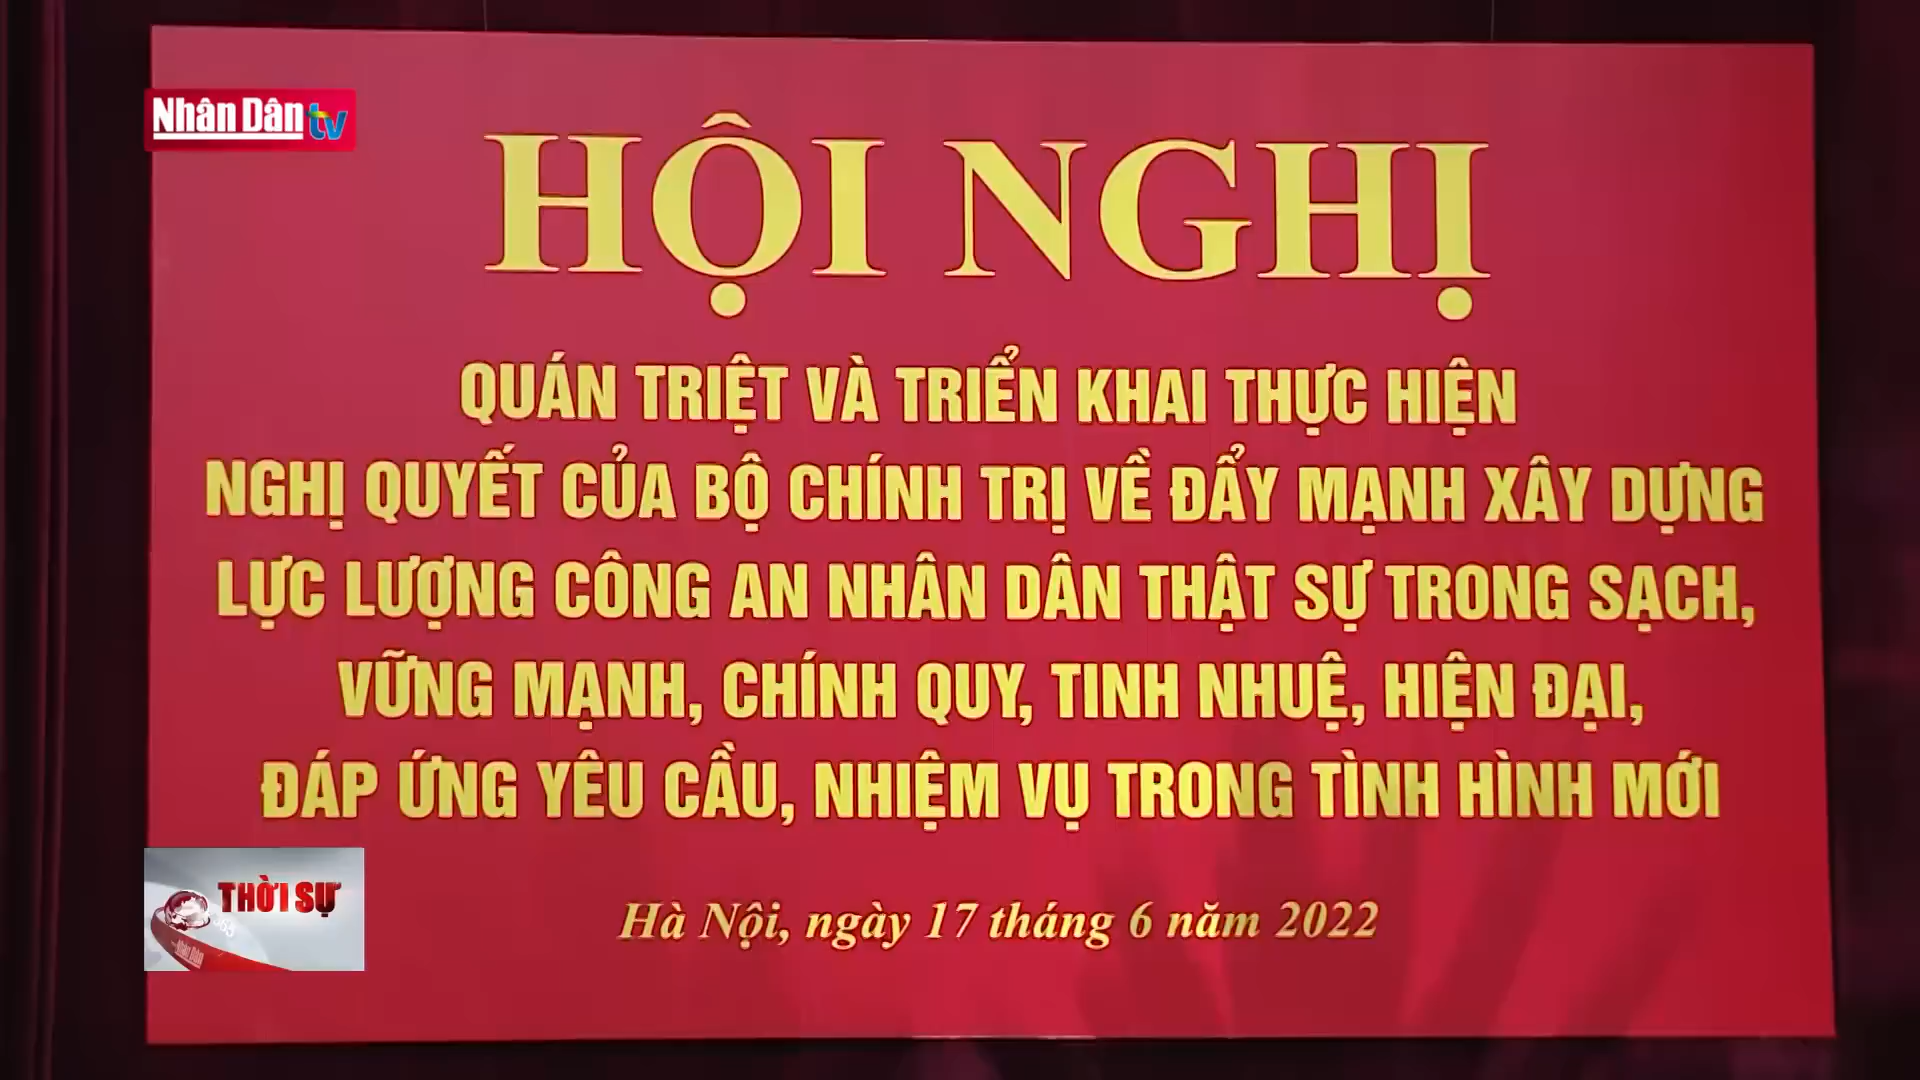 Nhân Dân tv
HỘI NGHỊ
QUÁN TRIỆT VÀ TRIỂN KHAI THỰC HIỆN
NGHỊ QUYẾT CỦA BỘ CHÍNH TRỊ VỀ ĐẨY MẠNH XÂY DỰNG
LỰC LƯỢNG CÔNG AN NHÂN DÂN THẬT SỰ TRONG SẠCH,
VỮNG MẠNH, CHÍNH QUY, TINH NHUỆ, HIỆN ĐẠI,
ĐÁP ỨNG YÊU CẦU, NHIỆM VỤ TRONG TÌNH HÌNH MỚI
THỜI SỰ
365
Nhân Dân
Hà Nội, ngày 17 tháng 6 năm 2022